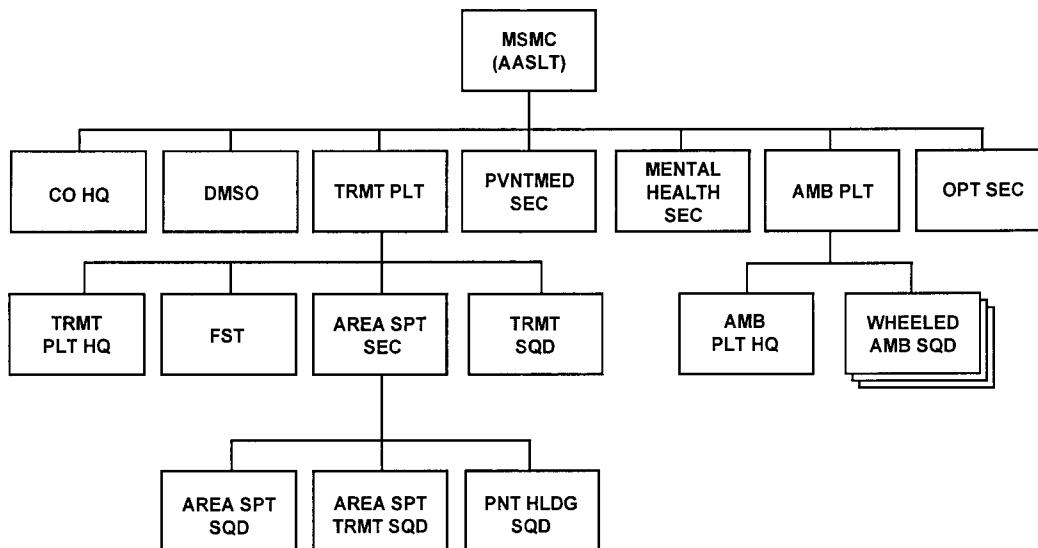 MSMC
(AASLT)
CO HQ
DMSO
TRMT PLT
PVNTMED
SEC
MENTAL
HEALTH
SEC
AMB PLT
OPT SEC
TRMT
PLT HQ
FST
AREA SPT
SEC
TRMT
SQD
AMB
PLT HQ
WHEELED
AMB SQD
AREA SPT
SQD
AREA SPT
TRMT SQD
PNT HLDG
SQD